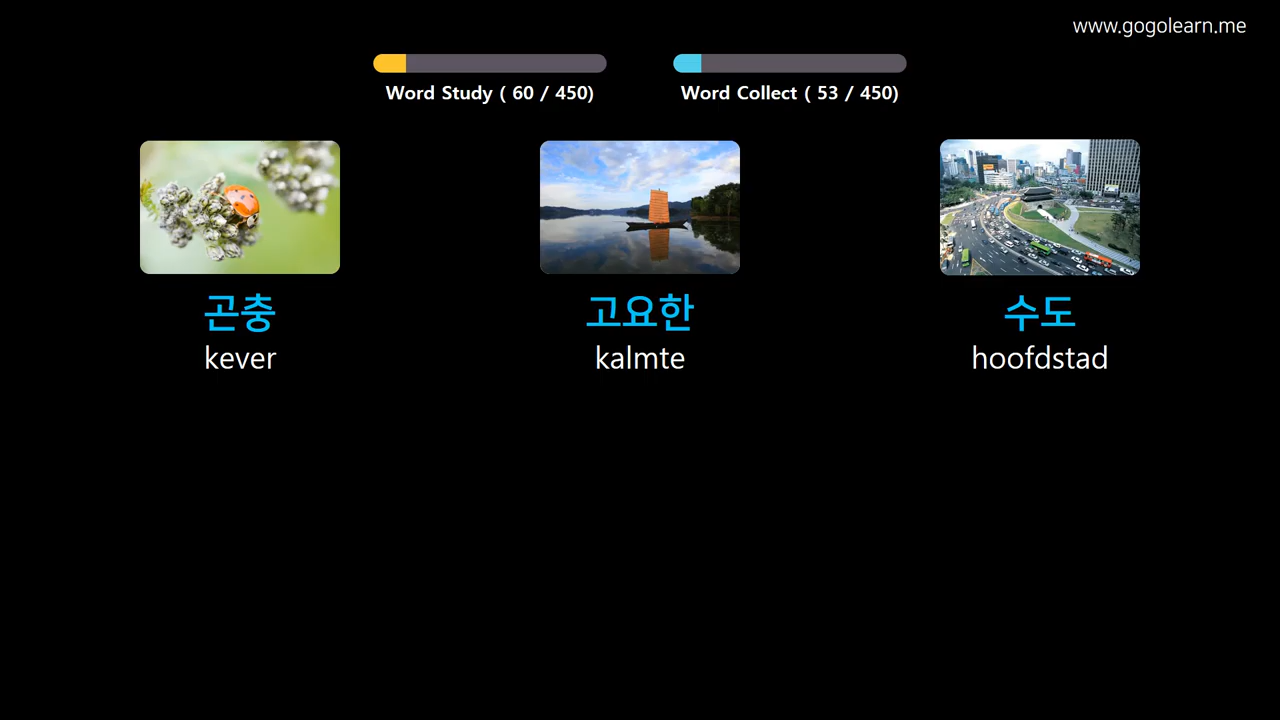 www.gogolearn.me
Word Study ( 60 / 450)
Word Collect ( 53 / 450)
곤충
고요한
수도
kever
kalmte
hoofdstad